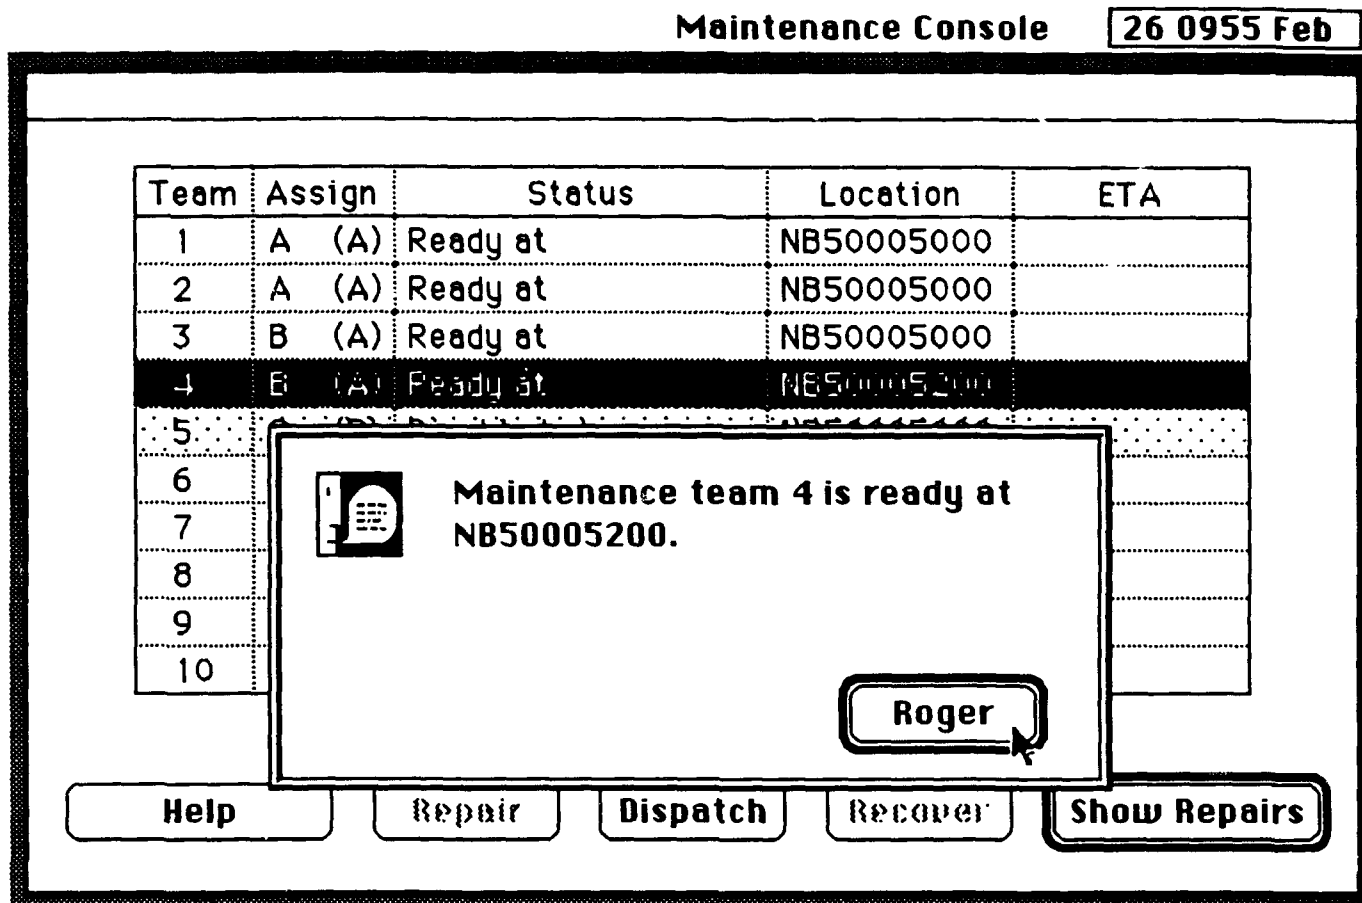 Maintenance Console 26 0955 Feb
Team Assign Status Location ETA
1 A (A) Ready at NB50005000
2 A (A) Ready at NB50005000
3 B (A) Ready at NB50005000
4 B (A) Ready at NB50005200
5
6
7
8
9
10
Maintenance team 4 is ready at
NB50005200.
Roger
Help Repair Dispatch Recover Show Repairs